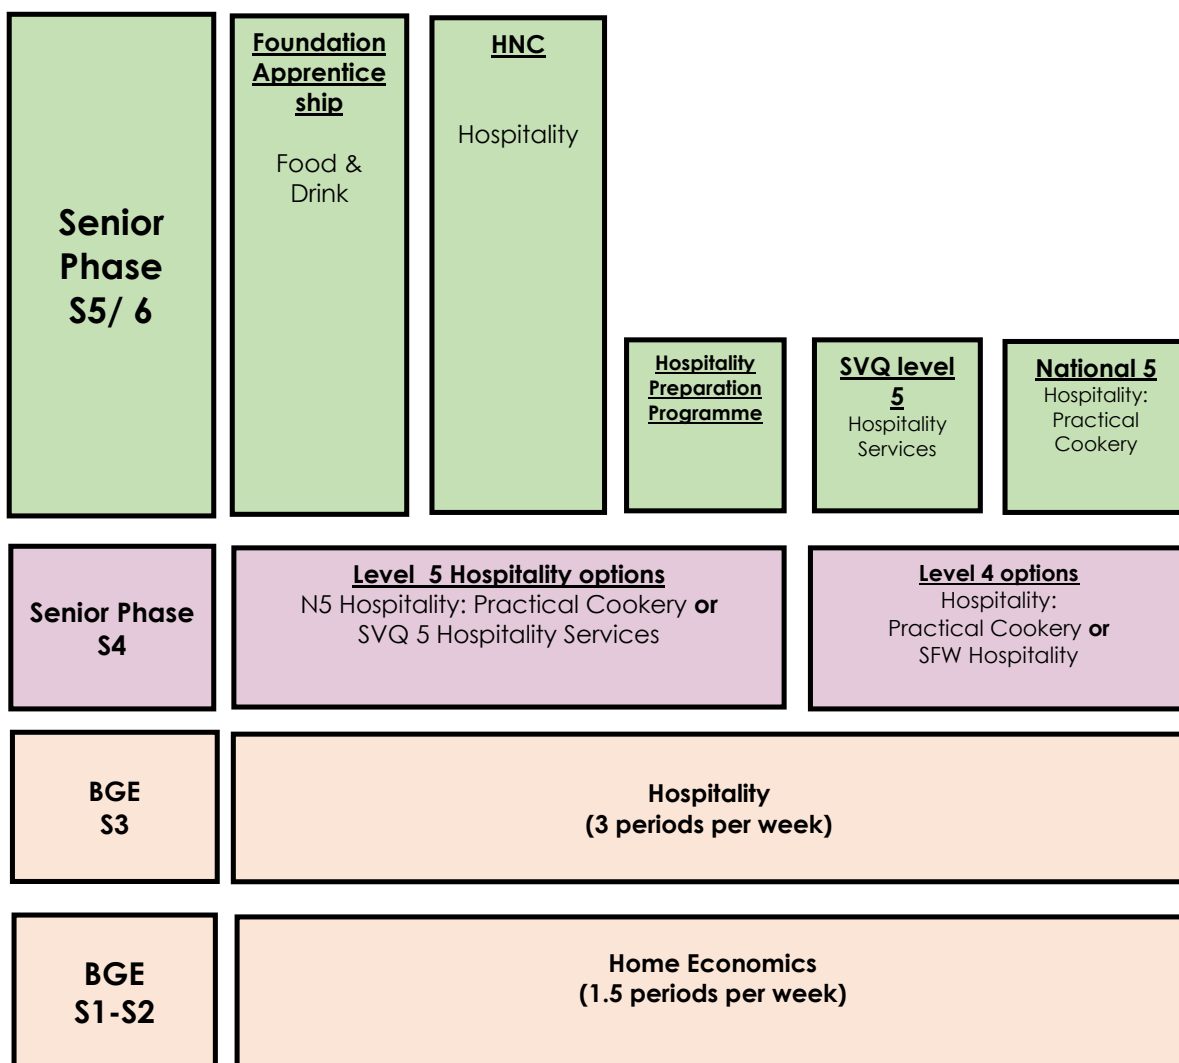 Senior
Phase
S5/ 6
Foundation
Apprentice
ship
Food &
Drink
HNC
Hospitality
Hospitality
Preparation
Programme
SVQ level
5
Hospitality
Services
National 5
Hospitality:
Practical
Cookery
Senior Phase
S4
Level  5 Hospitality options
N5 Hospitality: Practical Cookery or
SVQ 5 Hospitality Services
Level 4 options
Hospitality:
Practical Cookery or
SFW Hospitality
BGE
S3
Hospitality
(3 periods per week)
BGE
S1-S2
Home Economics
(1.5 periods per week)